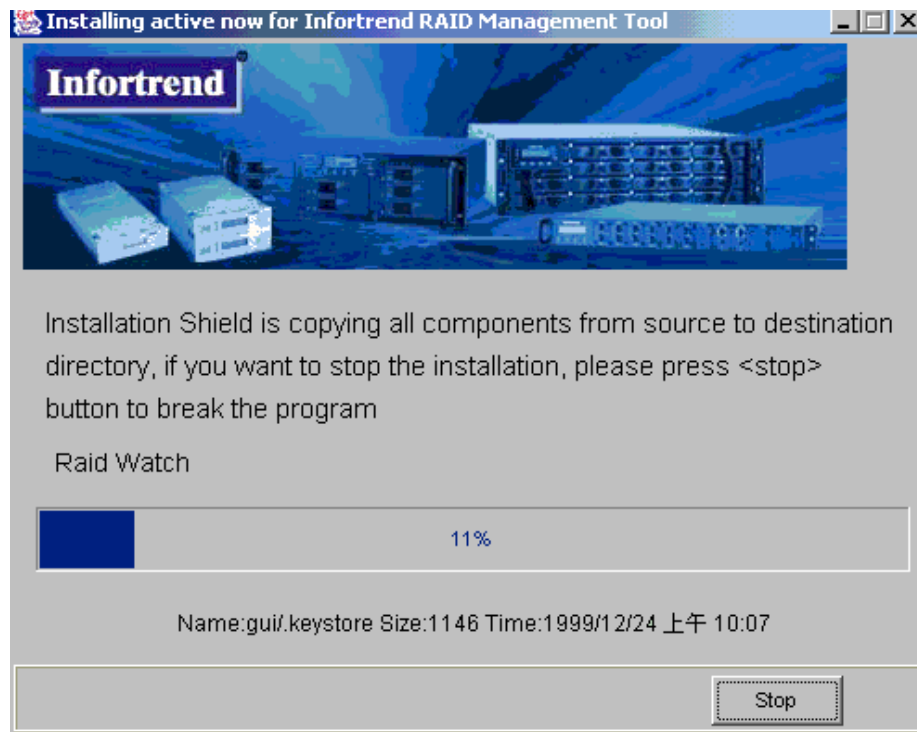 Installing active now for Infortrend RAID Management Tool
Infortrend
Installation Shield is copying all components from source to destination
directory, if you want to stop the installation, please press <stop>
button to break the program
Raid Watch
11%
Name:gui/.keystore Size:1146 Time:1999/12/24 上午 10:07
Stop